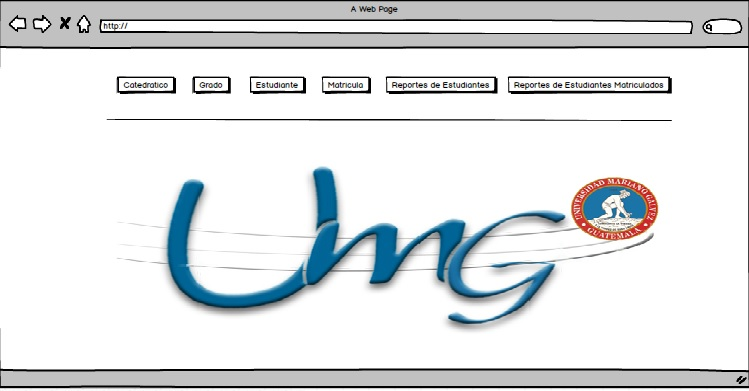 A Web Page
http://
Catedratico
Grado
Estudiante
Matricula
Reportes de Estudiantes
Reportes de Estudiantes Matriculados
Umg
UNIVERSIDAD MARIANO GALVEZ
GUATEMALA